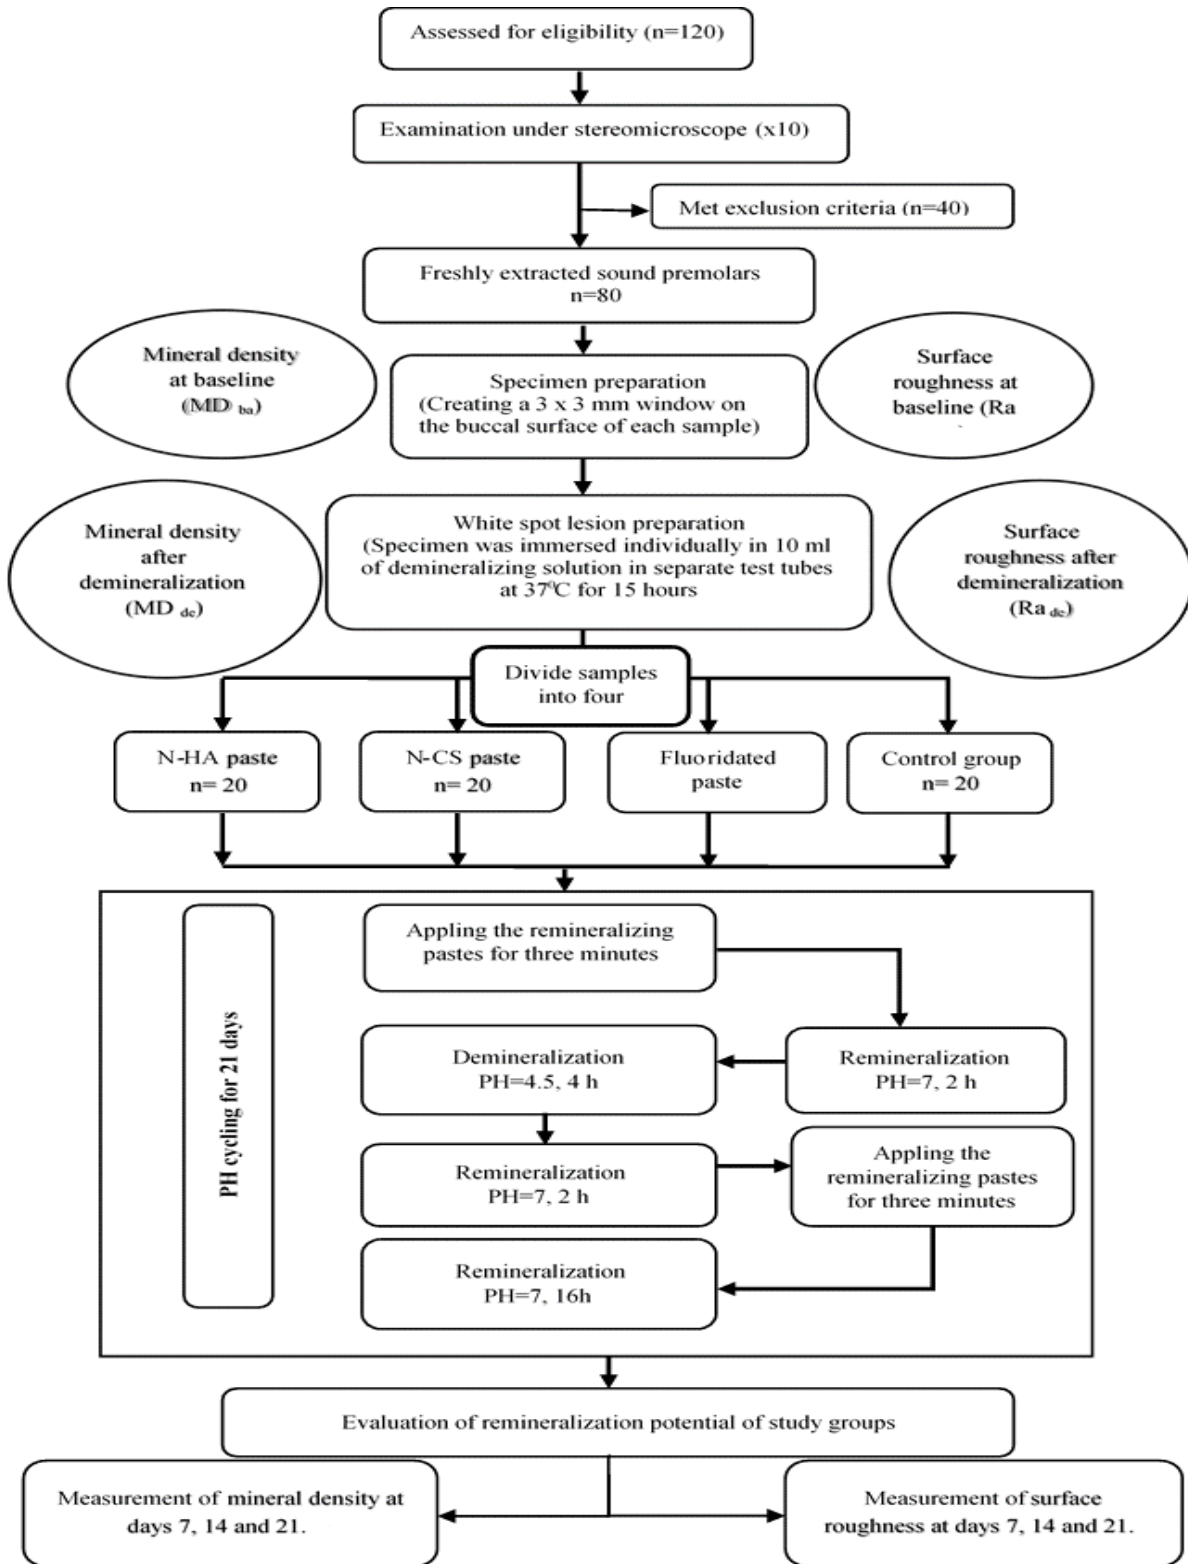 Assessed for eligibility (n=120)
Examination under stereomicroscope (x10)
Met exclusion criteria (n=40)
Freshly extracted sound premolars
n=80
Mineral density
at baseline
(MD ba)
Specimen preparation
(Creating a 3 x 3 mm window on
the buccal surface of each sample)
Surface
roughness at
baseline (Ra
Mineral density
after
demineralization
(MD de)
White spot lesion preparation
(Specimen was immersed individually in 10 ml
of demineralizing solution in separate test tubes
at 37⁰C for 15 hours
Surface
roughness after
demineralization
(Ra de)
Divide samples
into four
N-HA paste
n= 20
N-CS paste
n= 20
Fluoridated
paste
Control group
n= 20
PH cycling for 21 days
Appling the remineralizing
pastes for three minutes
Remineralization
PH=7, 2 h
Demineralization
PH=4.5, 4 h
Remineralization
PH=7, 2 h
Appling the
remineralizing pastes
for three minutes
Remineralization
PH=7, 16h
Evaluation of remineralization potential of study groups
Measurement of mineral density at
days 7, 14 and 21.
Measurement of surface
roughness at days 7, 14 and 21.